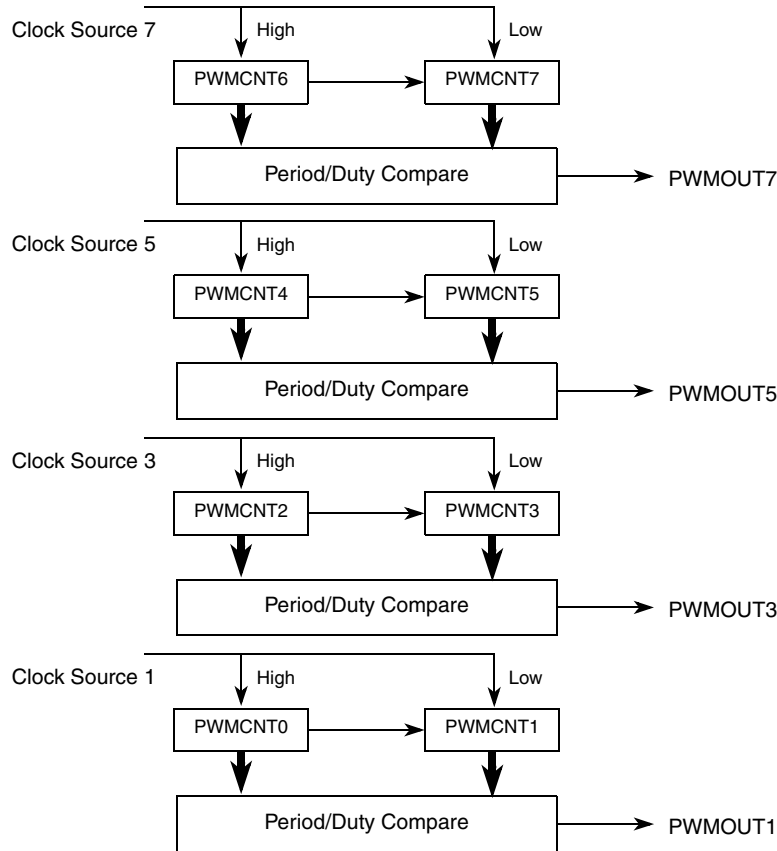 Clock Source 7
High
Low
PWMCNT6
PWMCNT7
Period/Duty Compare
PWMOUT7
Clock Source 5
High
Low
PWMCNT4
PWMCNT5
Period/Duty Compare
PWMOUT5
Clock Source 3
High
Low
PWMCNT2
PWMCNT3
Period/Duty Compare
PWMOUT3
Clock Source 1
High
Low
PWMCNT0
PWMCNT1
Period/Duty Compare
PWMOUT1